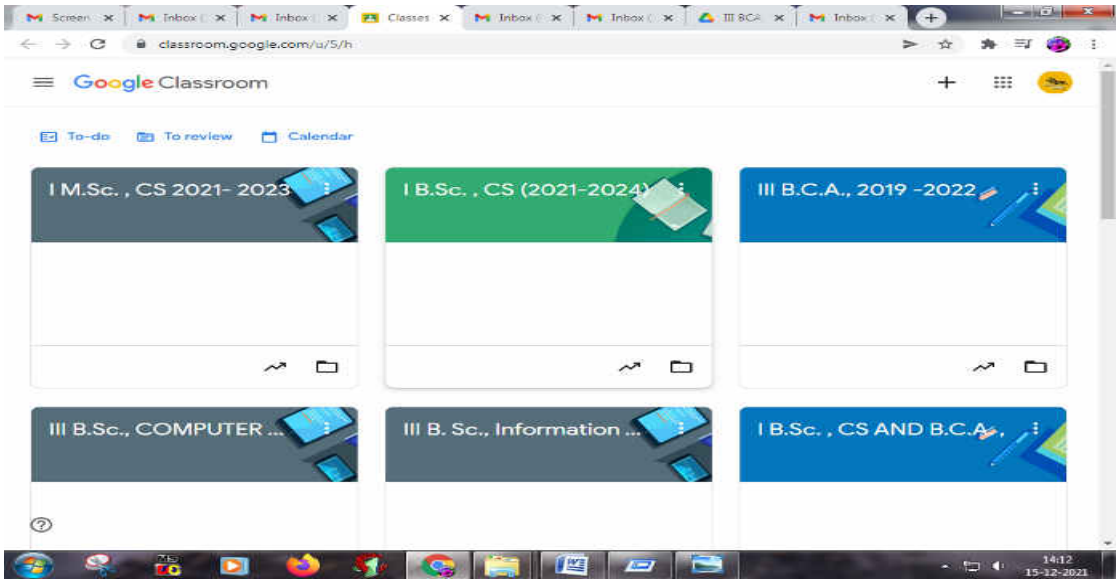 Screen Inbox ( Inbox ( Classes Inbox ( Inbox ( III BCA Inbox (
classroom.google.com/u/5/h
Google Classroom
To-do To review Calendar
I M.Sc. , CS 2021- 2023
I B.Sc. , CS (2021-2024)
III B.C.A., 2019 -2022
III B.Sc., COMPUTER ...
III B. Sc., Information ...
I B.Sc. , CS AND B.C.A.,
14:12
15-12-2021